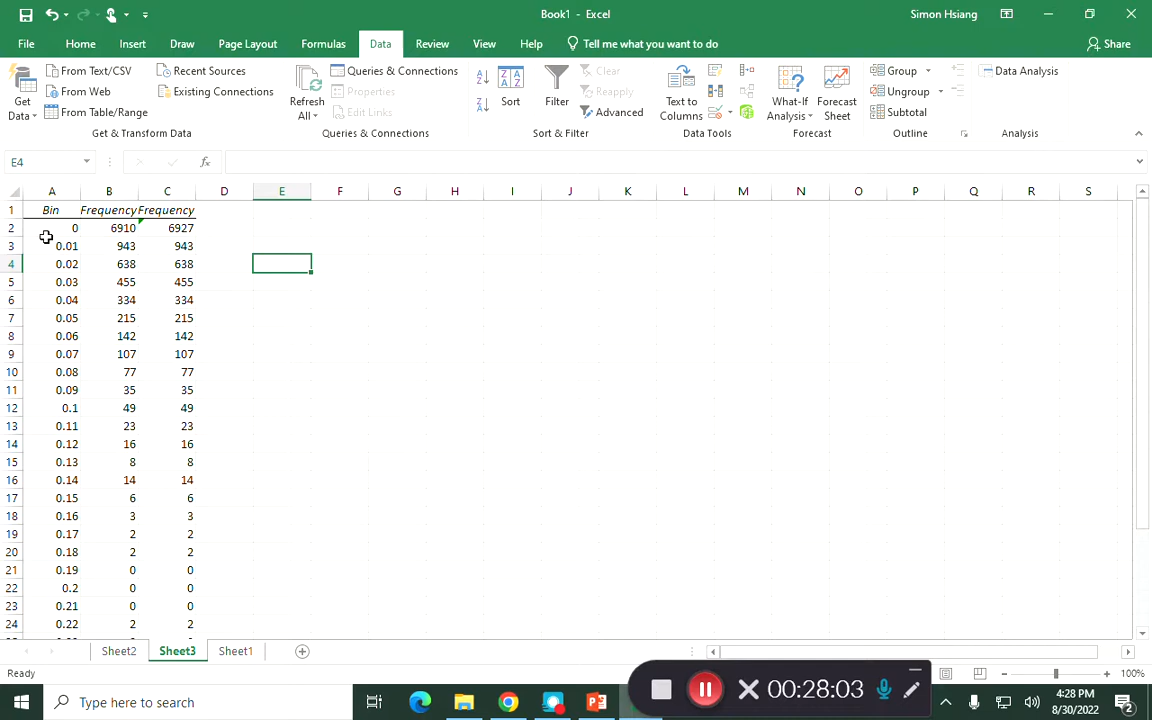 Book1 - Excel
Simon Hsiang
File Home Insert Draw Page Layout Formulas Data Review View Help Tell me what you want to do Share
Get Data
From Text/CSV
From Web
From Table/Range
Recent Sources
Existing Connections
Get & Transform Data
Refresh All
Queries & Connections
Properties
Edit Links
Queries & Connections
A Z
Z A
Sort
Filter
Clear
Reapply
Advanced
Sort & Filter
Text to Columns
Data Tools
What-If Analysis
Forecast Sheet
Forecast
Group
Ungroup
Subtotal
Outline
Data Analysis
Analysis
E4 fx
A B C D E F G H I J K L M N O P Q R S
1 Bin Frequency Frequency
2 0 6910 6927
3 0.01 943 943
4 0.02 638 638
5 0.03 455 455
6 0.04 334 334
7 0.05 215 215
8 0.06 142 142
9 0.07 107 107
10 0.08 77 77
11 0.09 35 35
12 0.1 49 49
13 0.11 23 23
14 0.12 16 16
15 0.13 8 8
16 0.14 14 14
17 0.15 6 6
18 0.16 3 3
19 0.17 2 2
20 0.18 2 2
21 0.19 0 0
22 0.2 0 0
23 0.21 0 0
24 0.22 2 2
Sheet2 Sheet3 Sheet1
Ready
100%
00:28:03
Type here to search
4:28 PM
8/30/2022
2